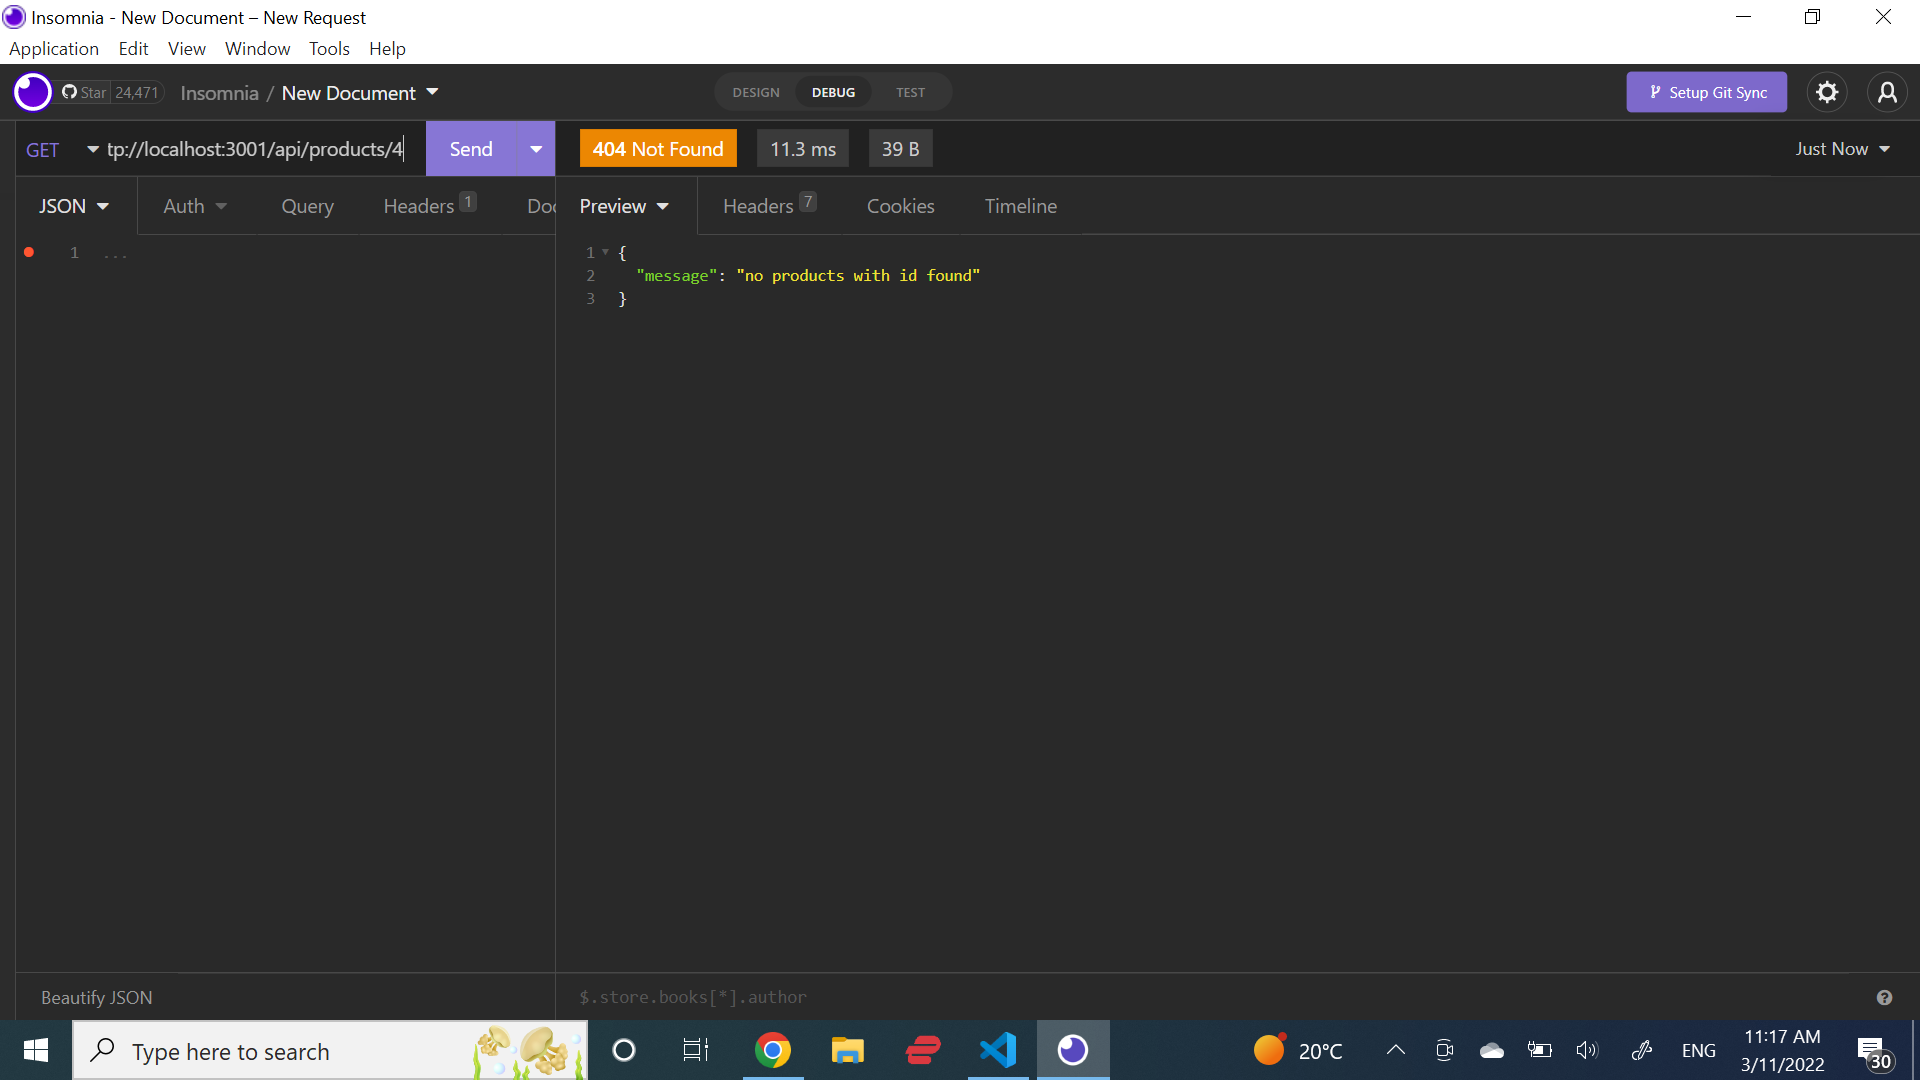 Insomnia - New Document – New Request
Application Edit View Window Tools Help
Star 24,471 Insomnia / New Document DESIGN DEBUG TEST Setup Git Sync
GET tp://localhost:3001/api/products/4 Send 404 Not Found 11.3 ms 39 B Just Now
JSON Auth Query Headers 1 Doc Preview Headers 7 Cookies Timeline
1 ...
1 {
2 "message": "no products with id found"
3 }
Beautify JSON $.store.books[*].author
Type here to search 20°C ENG 11:17 AM
3/11/2022 30